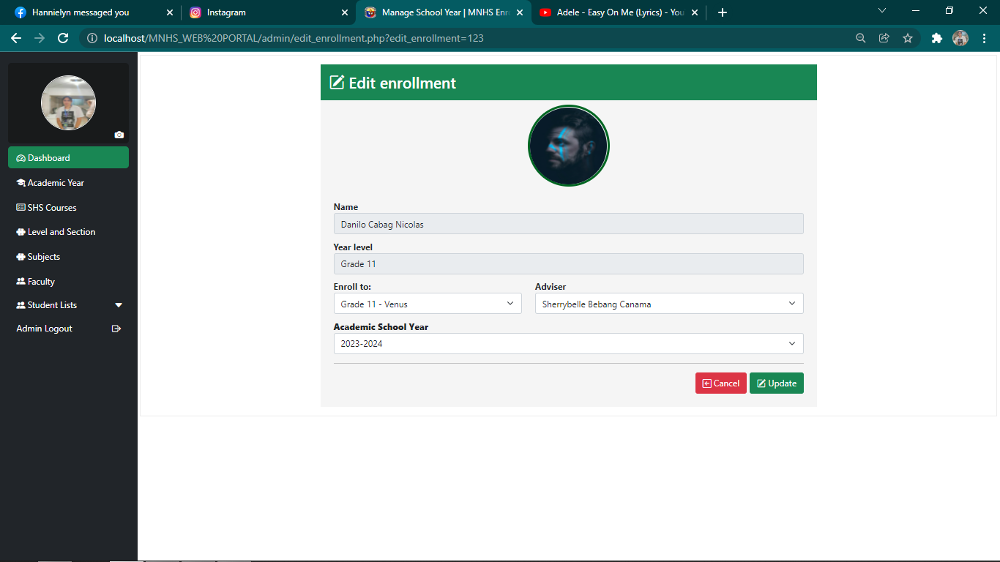 Hannielyn messaged you
Instagram
Manage School Year | MNHS Enro
Adele - Easy On Me (Lyrics) - You
localhost/MNHS_WEB%20PORTAL/admin/edit_enrollment.php?edit_enrollment=123
Dashboard
Academic Year
SHS Courses
Level and Section
Subjects
Faculty
Student Lists
Admin Logout
Edit enrollment
Name
Danilo Cabag Nicolas
Year level
Grade 11
Enroll to:
Adviser
Grade 11 - Venus
Sherrybelle Bebang Canama
Academic School Year
2023-2024
Cancel
Update